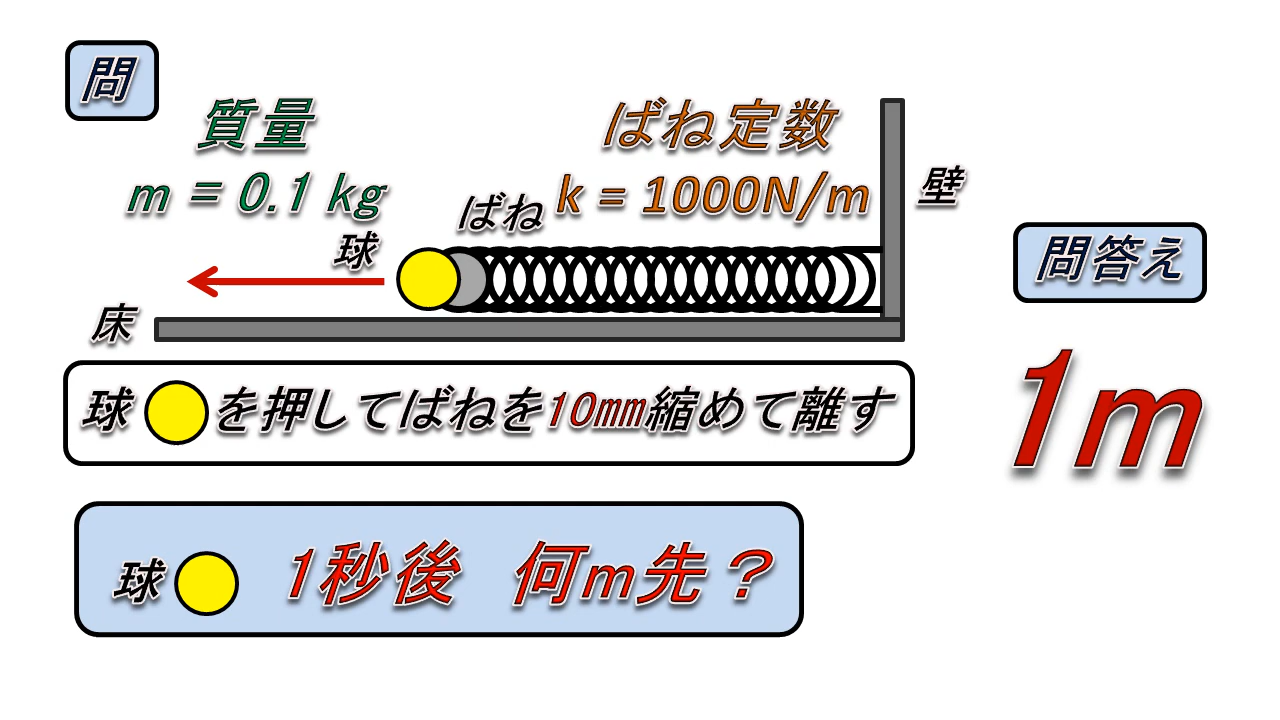 問
質量
m = 0.1 kg
ばね定数
k = 1000N/m
ばね
球
壁
床
問答え
1m
球を押してばねを10mm縮めて離す
球 1秒後 何m先？